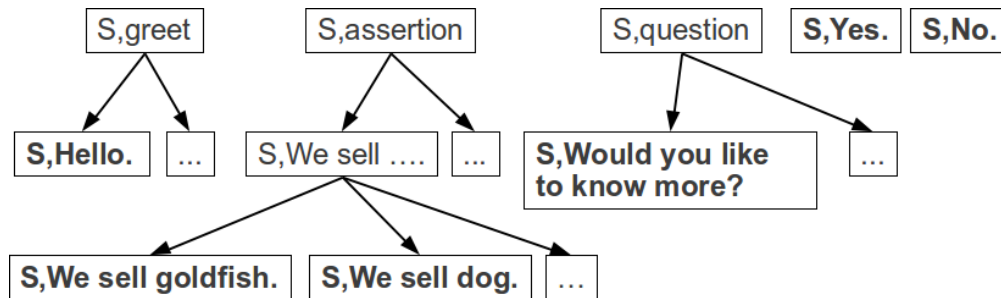 S,greet
S,assertion
S,question
S,Yes.
S,No.
S,Hello.
...
S,We sell ....
...
S,Would you like
to know more?
...
S,We sell goldfish.
S,We sell dog.
...